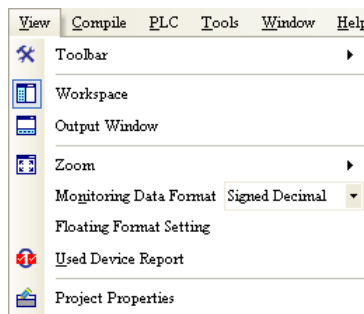 View Compile PLC Tools Window Help
Toolbar
Workspace
Output Window
Zoom
Monitoring Data Format Signed Decimal
Floating Format Setting
Used Device Report
Project Properties